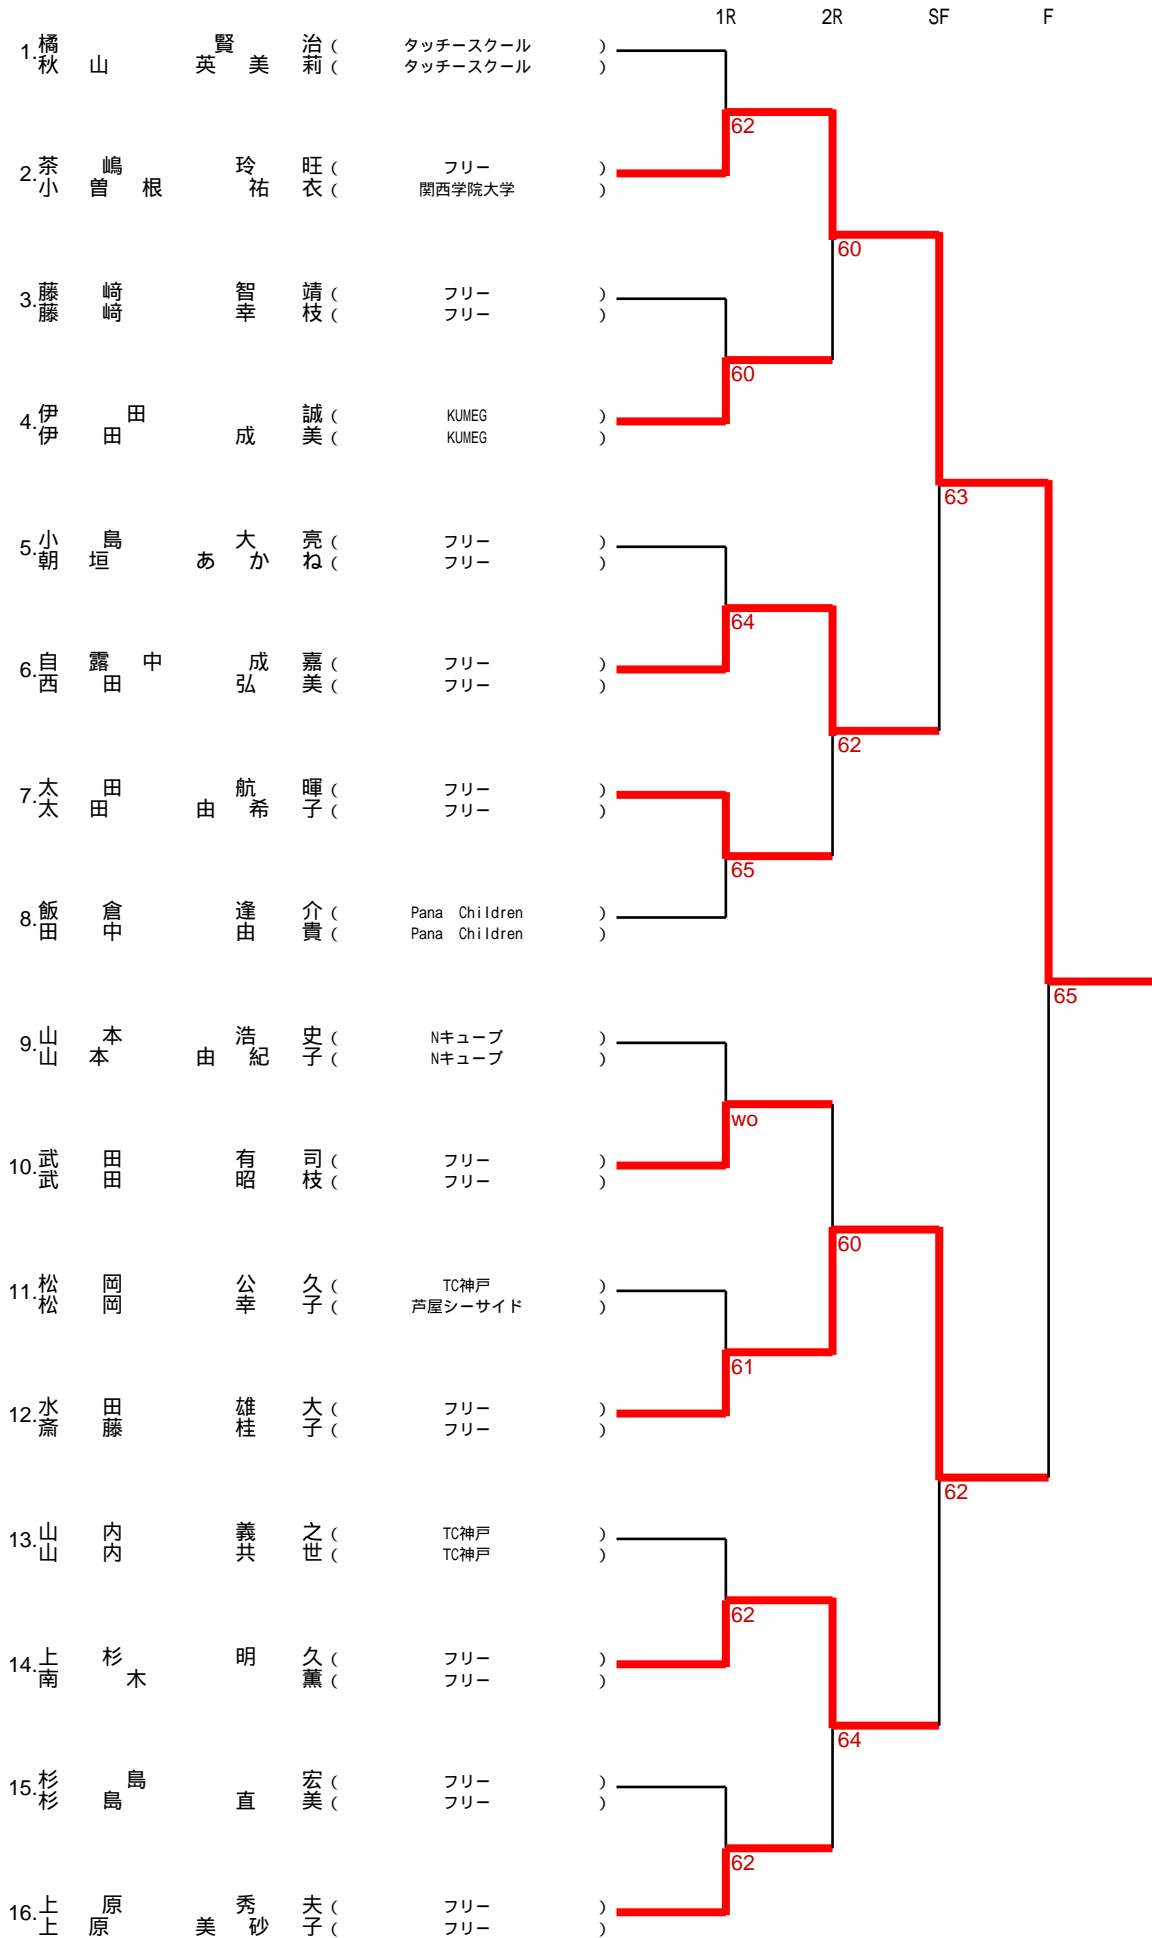 1R 2R SF F
1. 橘 賢 治 ( タッチースクール )
秋 山 英 美 莉 ( タッチースクール )
62
2. 茶 嶋 玲 旺 ( フリー )
小 曽 根 祐 衣 ( 関西学院大学 )
60
3. 藤 﨑 智 靖 ( フリー )
藤 﨑 幸 枝 ( フリー )
60
4. 伊 田 誠 ( KUMEG )
伊 田 成 美 ( KUMEG )
63
5. 小 島 大 亮 ( フリー )
朝 垣 あ か ね ( フリー )
64
6. 自 露 中 成 嘉 ( フリー )
西 田 弘 美 ( フリー )
62
7. 太 田 航 暉 ( フリー )
太 田 由 希 子 ( フリー )
65
8. 飯 倉 逢 介 ( Pana Children )
田 中 由 貴 ( Pana Children )
65
9. 山 本 浩 史 ( Nキューブ )
山 本 由 紀 子 ( Nキューブ )
wo
10. 武 田 有 司 ( フリー )
武 田 昭 枝 ( フリー )
60
11. 松 岡 公 久 ( TC神戸 )
松 岡 幸 子 ( 芦屋シーサイド )
61
12. 水 田 雄 大 ( フリー )
斎 藤 桂 子 ( フリー )
62
13. 山 内 義 之 ( TC神戸 )
山 内 共 世 ( TC神戸 )
62
14. 上 杉 明 久 ( フリー )
南 木 薫 ( フリー )
64
15. 杉 島 宏 ( フリー )
杉 島 直 美 ( フリー )
62
16. 上 原 秀 夫 ( フリー )
上 原 美 砂 子 ( フリー )